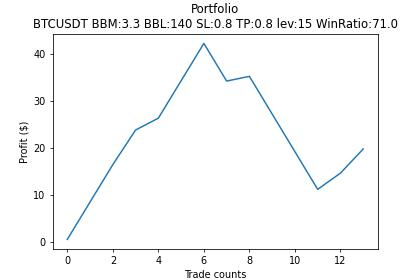 Portfolio
BTCUSDT BBM:3.3 BBL:140 SL:0.8 TP:0.8 lev:15 WinRatio:71.0
40
30
20
10
0
Profit ($)
0 2 4 6 8 10 12
Trade counts